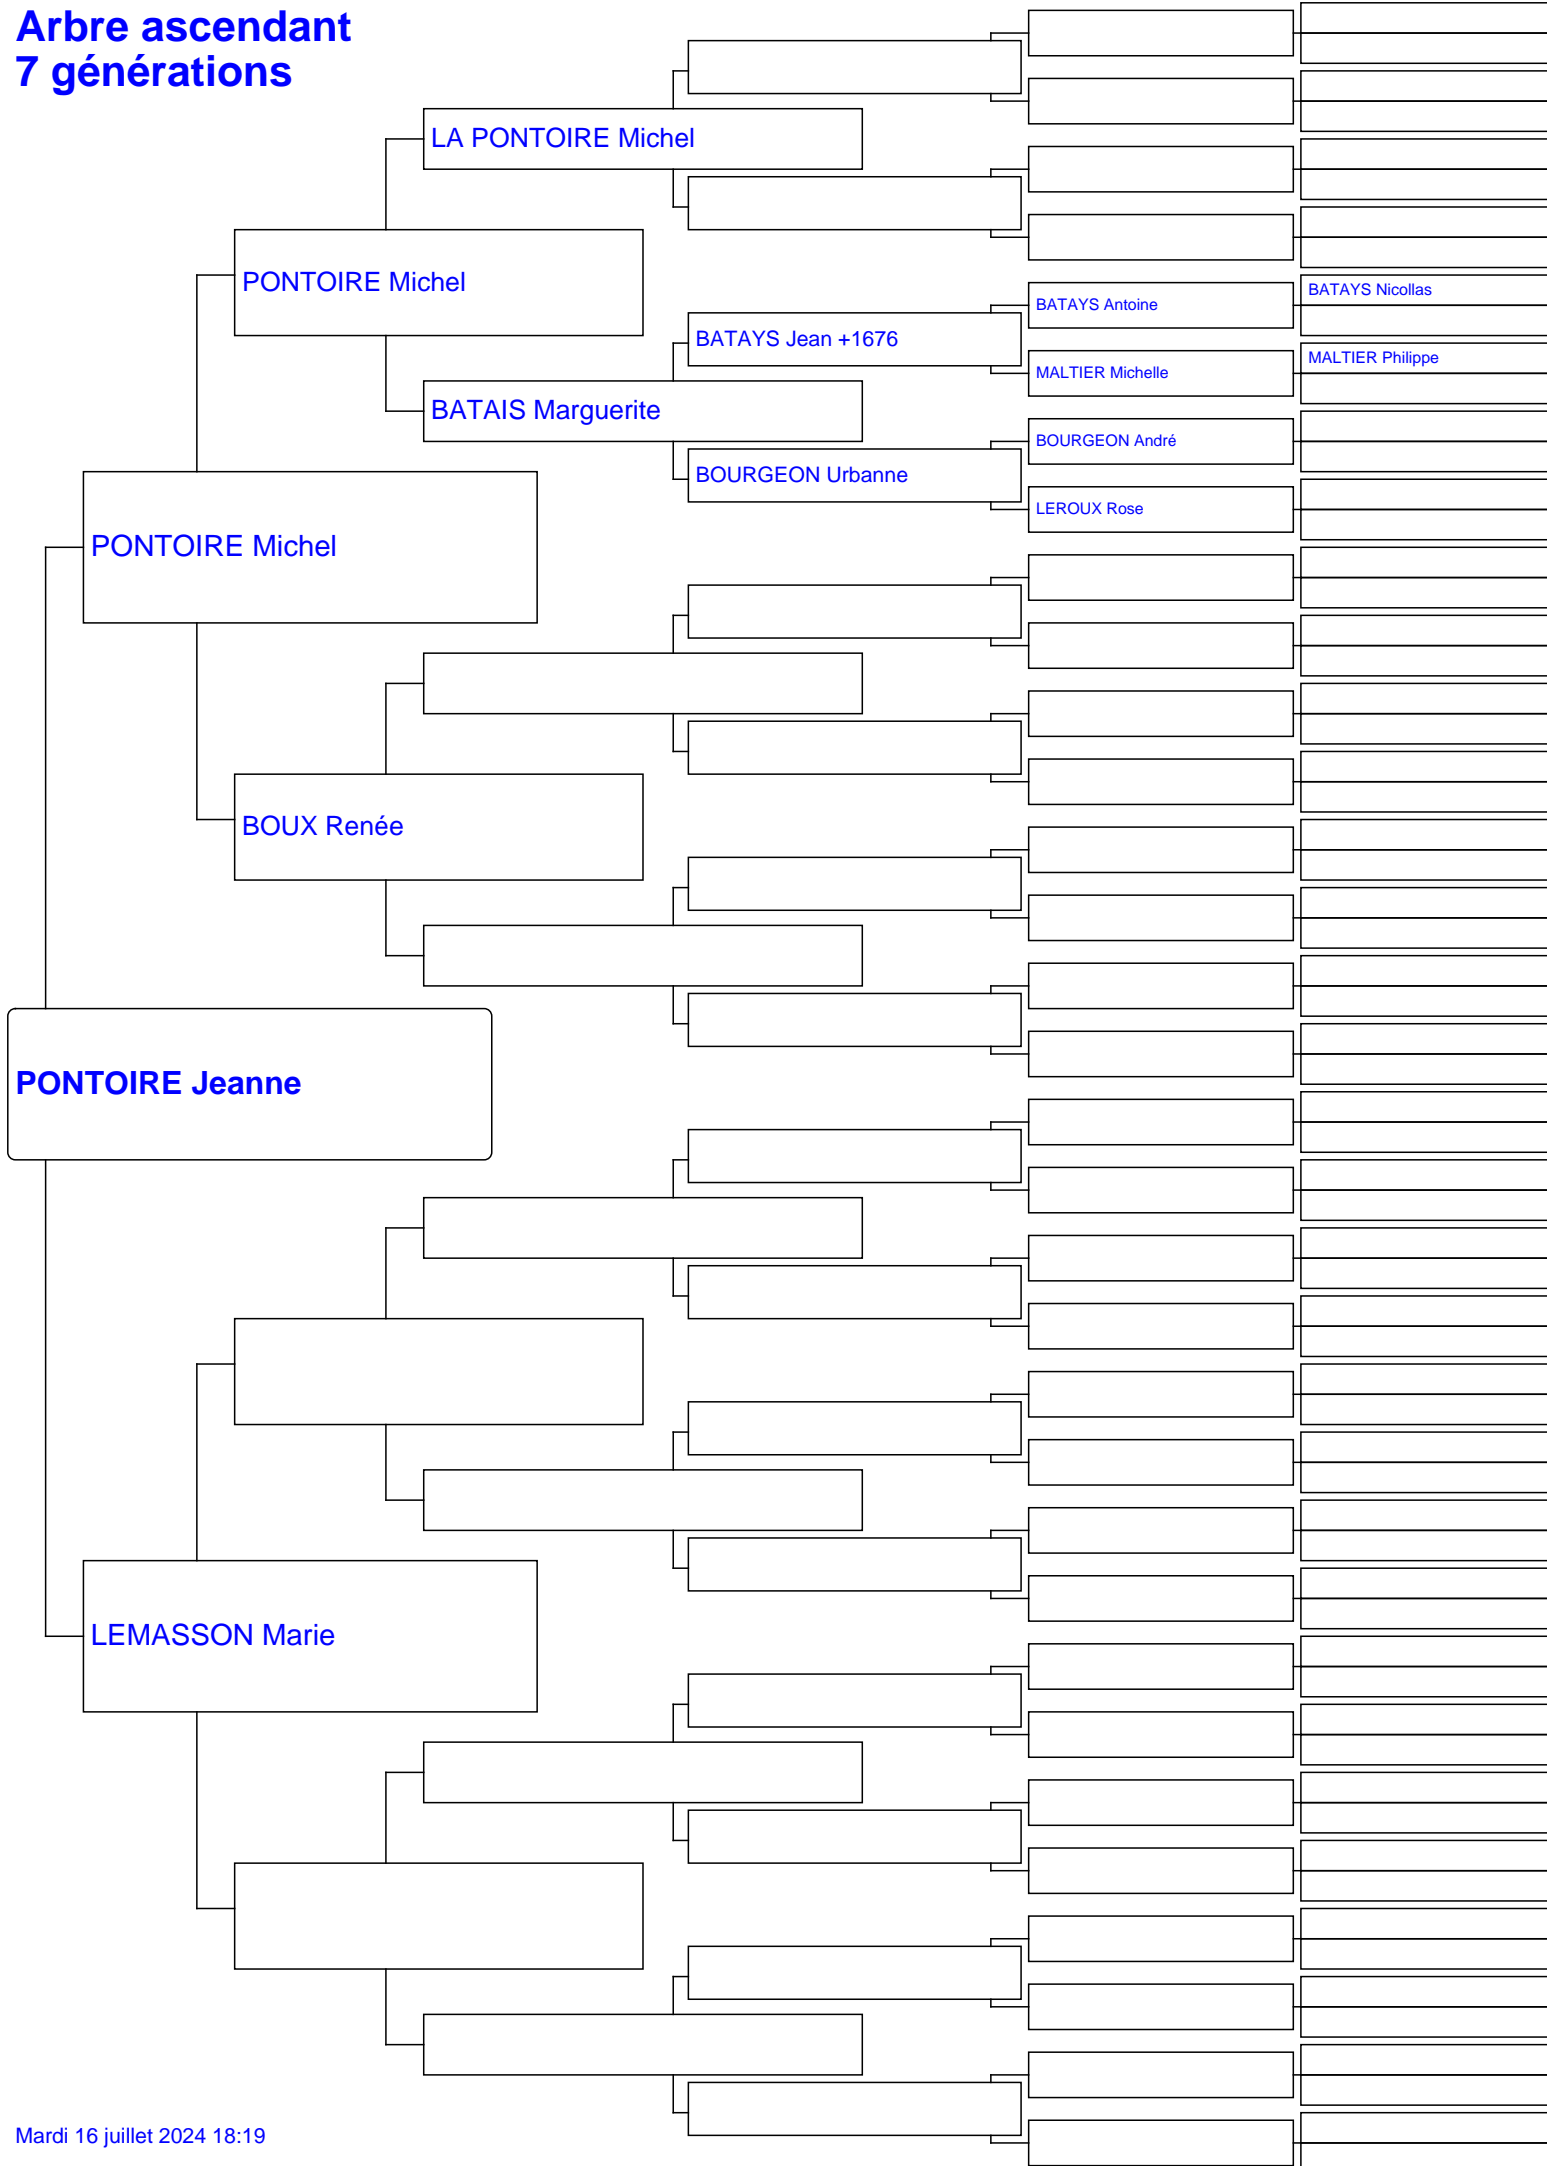 Arbre ascendant
7 générations
LA PONTOIRE Michel
PONTOIRE Michel
BATAYS Nicollas
BATAYS Antoine
BATAYS Jean +1676
MALTIER Philippe
MALTIER Michelle
BATAIS Marguerite
BOURGEON André
BOURGEON Urbanne
LEROUX Rose
PONTOIRE Michel
BOUX Renée
PONTOIRE Jeanne
LEMASSON Marie
Mardi 16 juillet 2024 18:19